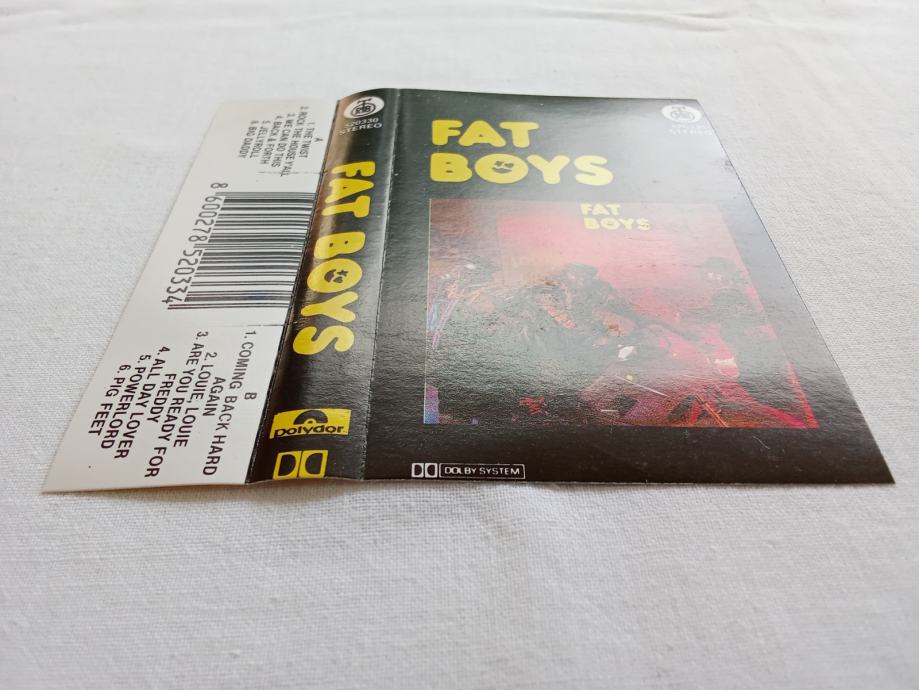 A
1. THE TWIST
2. ROCK THE HOUSE Y'ALL
3. WE CAN DO THIS
4. BACK & FORTH
5. JELLYROLL
6. BIG DADDY
8 600278 520334
B
1. COMING BACK HARD
AGAIN
2. LOUIE, LOUIE
3. ARE YOU READY FOR
FREDDY
4. ALL DAY LOVER
5. POWERLORD
6. PIG FEET
RTB
520330
STEREO
FAT BOYS
polydor
FAT
BOYS
FAT
BOYS
STEREO
DOLBY SYSTEM